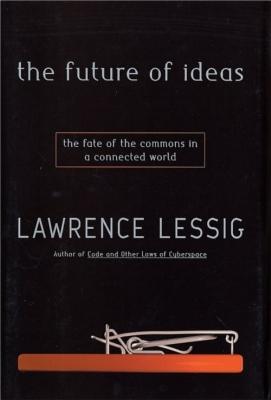 the future of ideas
the fate of the commons in
a connected world
LAWRENCE LESSIG
Author of Code and Other Laws of Cyberspace